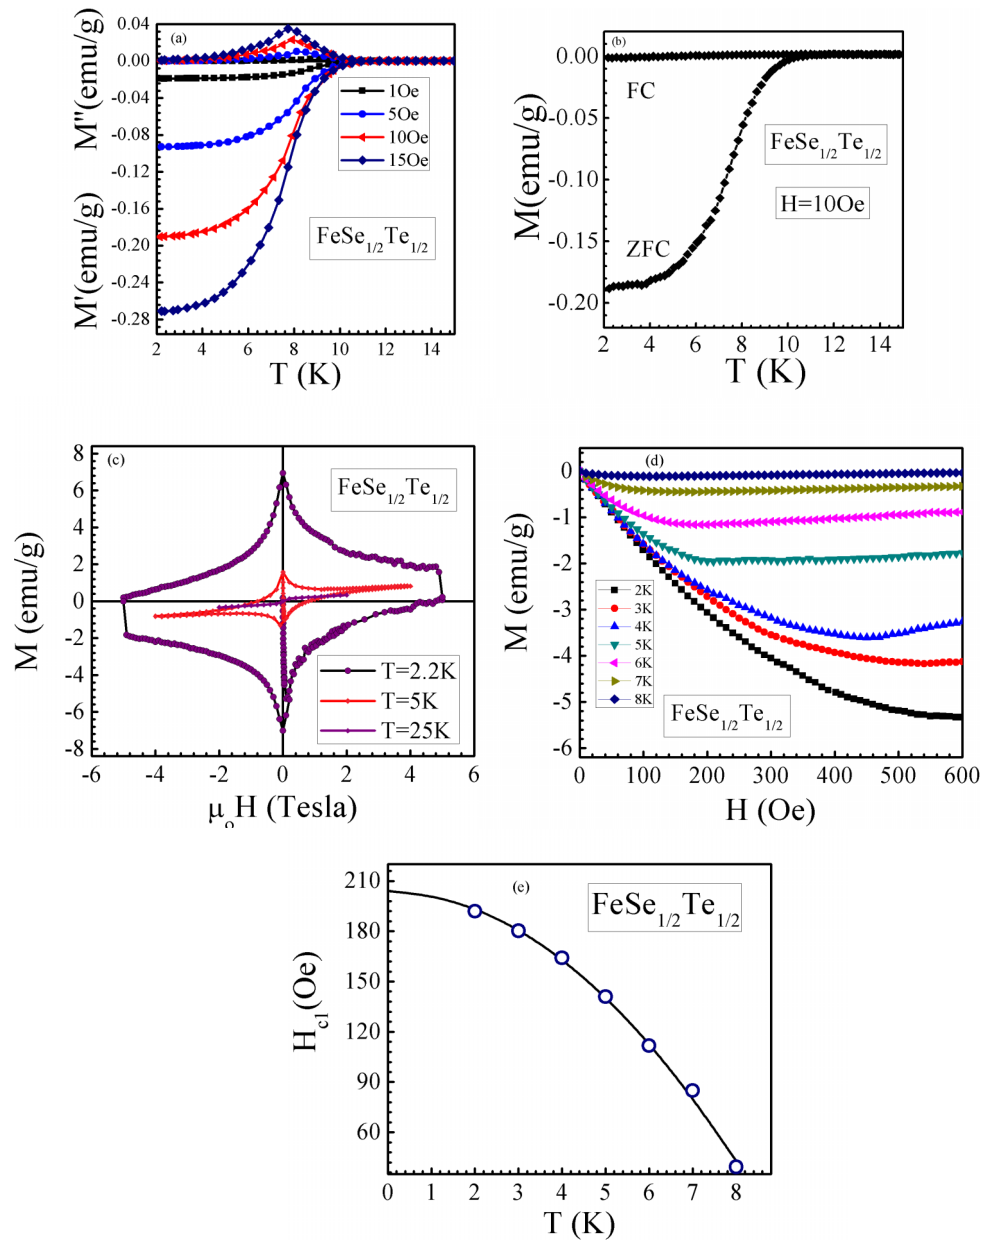 (a)
M'(emu/g) M''(emu/g)
0.04
0.00
-0.04
-0.08
-0.12
-0.16
-0.20
-0.24
-0.28
1Oe
5Oe
10Oe
15Oe
FeSe1/2Te1/2
2 4 6 8 10 12 14
T (K)
(b)
M(emu/g)
0.00
-0.05
-0.10
-0.15
-0.20
FC
FeSe1/2Te1/2
H=10Oe
ZFC
2 4 6 8 10 12 14
T (K)
(c)
M (emu/g)
8
6
4
2
0
-2
-4
-6
-8
FeSe1/2Te1/2
T=2.2K
T=5K
T=25K
-6 -4 -2 0 2 4 6
μoH (Tesla)
(d)
M (emu/g)
0
-1
-2
-3
-4
-5
-6
2K
3K
4K
5K
6K
7K
8K
FeSe1/2Te1/2
0 100 200 300 400 500 600
H (Oe)
(e)
Hc1(Oe)
210
180
150
120
90
60
FeSe1/2Te1/2
0 1 2 3 4 5 6 7 8
T (K)